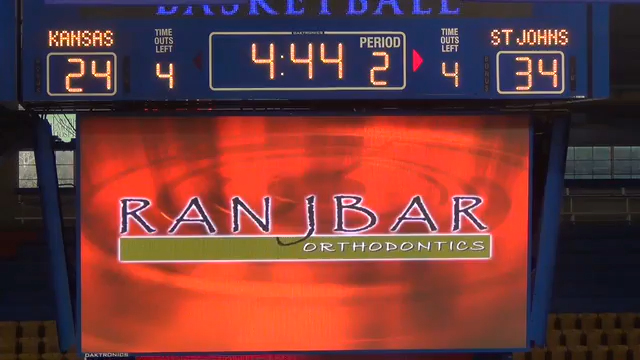 BASKETBALL
DAKTRONICS
KANSAS
TIME OUTS LEFT
4:44
PERIOD
TIME OUTS LEFT
ST JOHNS
24
4
2
4
34
RANJBAR
ORTHODONTICS
DAKTRONICS